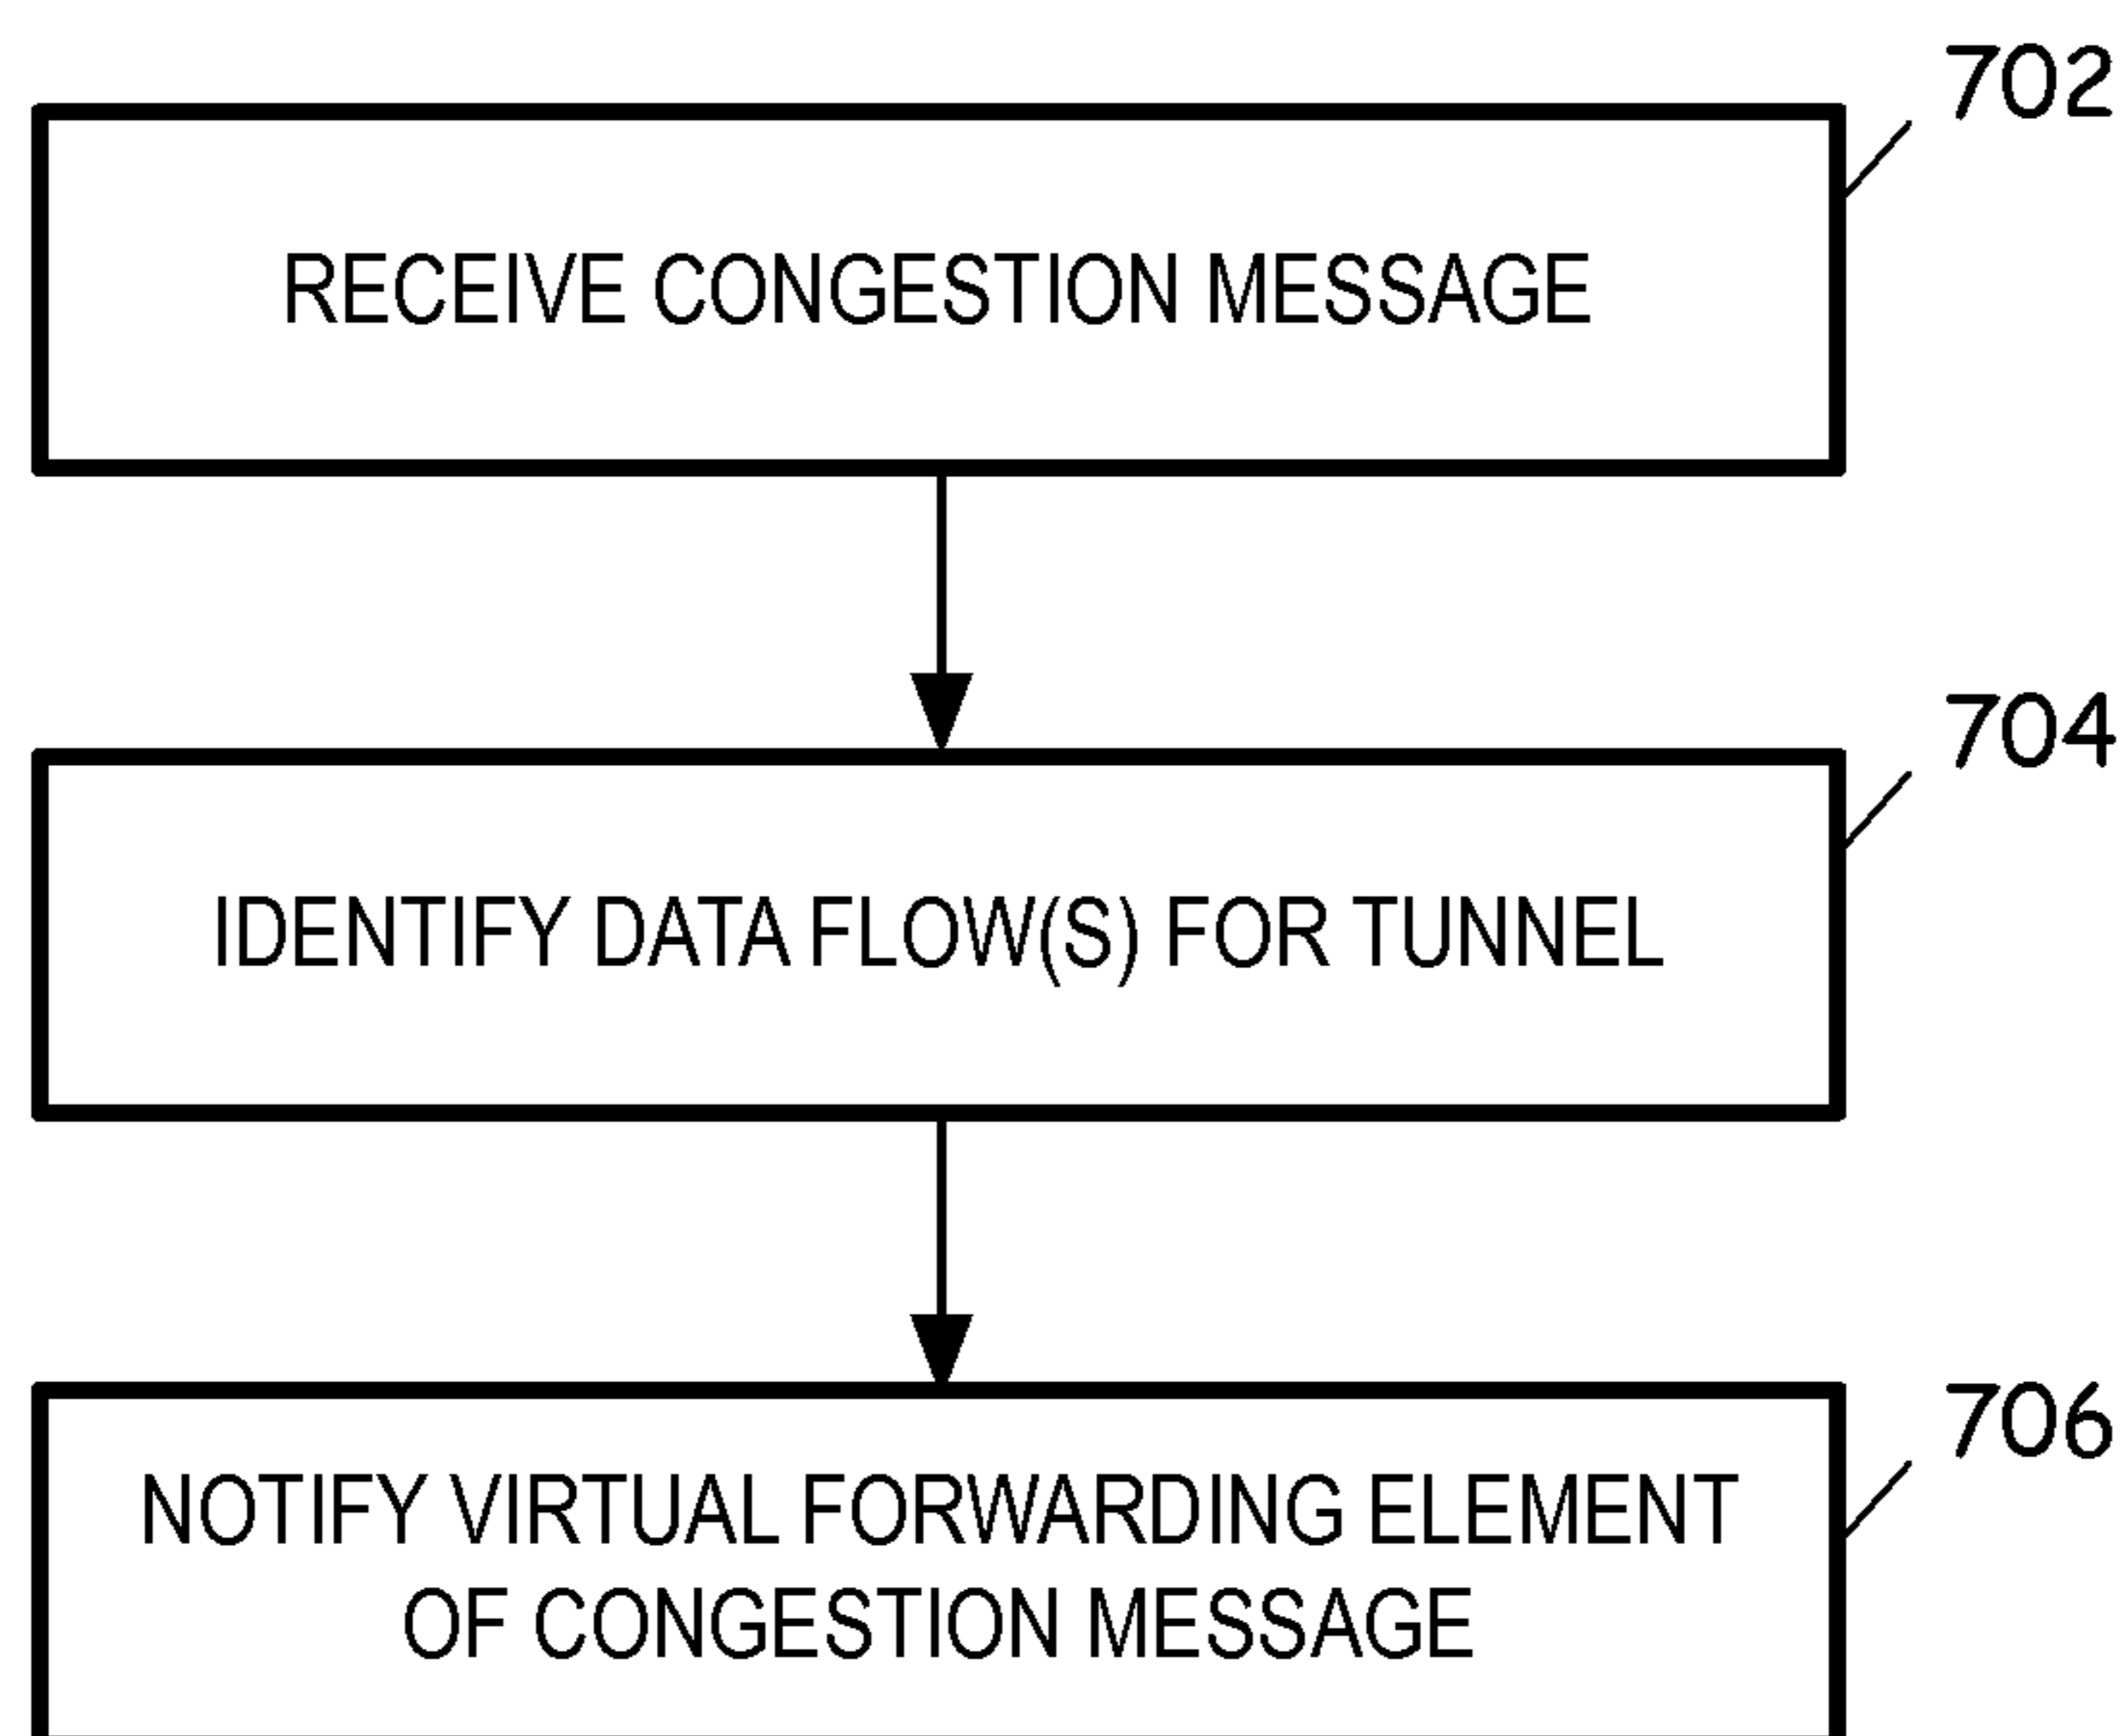 702
RECEIVE CONGESTION MESSAGE
704
IDENTIFY DATA FLOW(S) FOR TUNNEL
706
NOTIFY VIRTUAL FORWARDING ELEMENT
OF CONGESTION MESSAGE